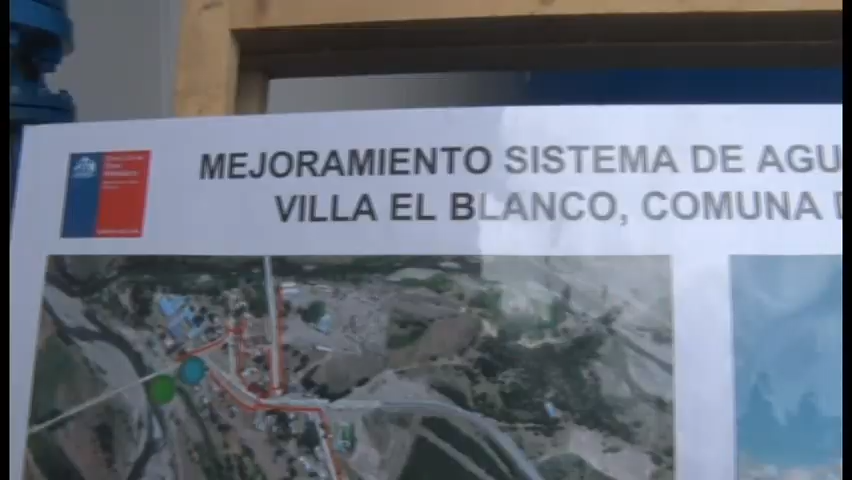 MEJORAMIENTO SISTEMA DE AGU
VILLA EL BLANCO, COMUNA D